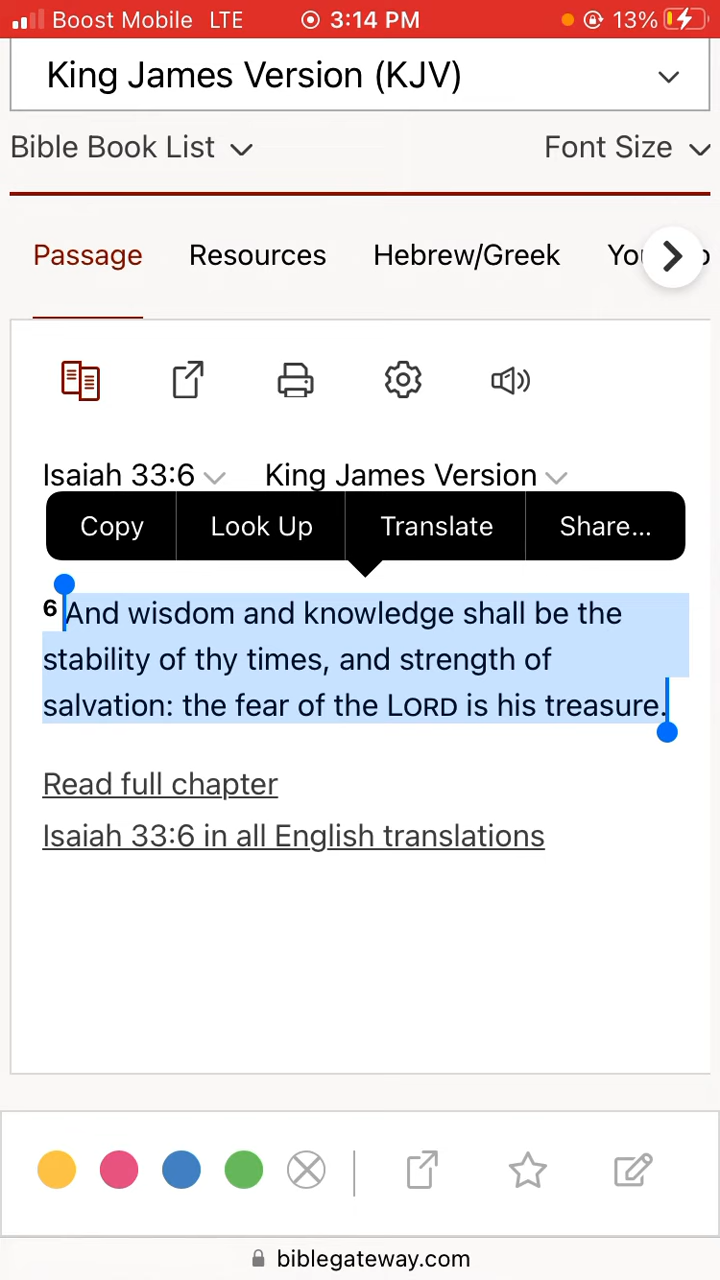 Boost Mobile LTE 3:14 PM 13%
King James Version (KJV)
Bible Book List Font Size
Passage Resources Hebrew/Greek
Isaiah 33:6 King James Version
Copy Look Up Translate Share...
6 And wisdom and knowledge shall be the
stability of thy times, and strength of
salvation: the fear of the LORD is his treasure.
Read full chapter
Isaiah 33:6 in all English translations
biblegateway.com